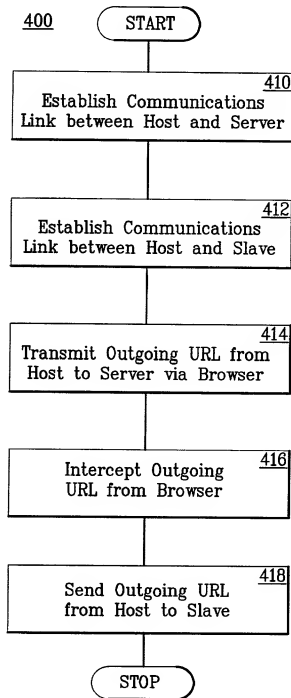 400
START
410
Establish Communications
Link between Host and Server
412
Establish Communications
Link between Host and Slave
414
Transmit Outgoing URL from
Host to Server via Browser
416
Intercept Outgoing
URL from Browser
418
Send Outgoing URL
from Host to Slave
STOP